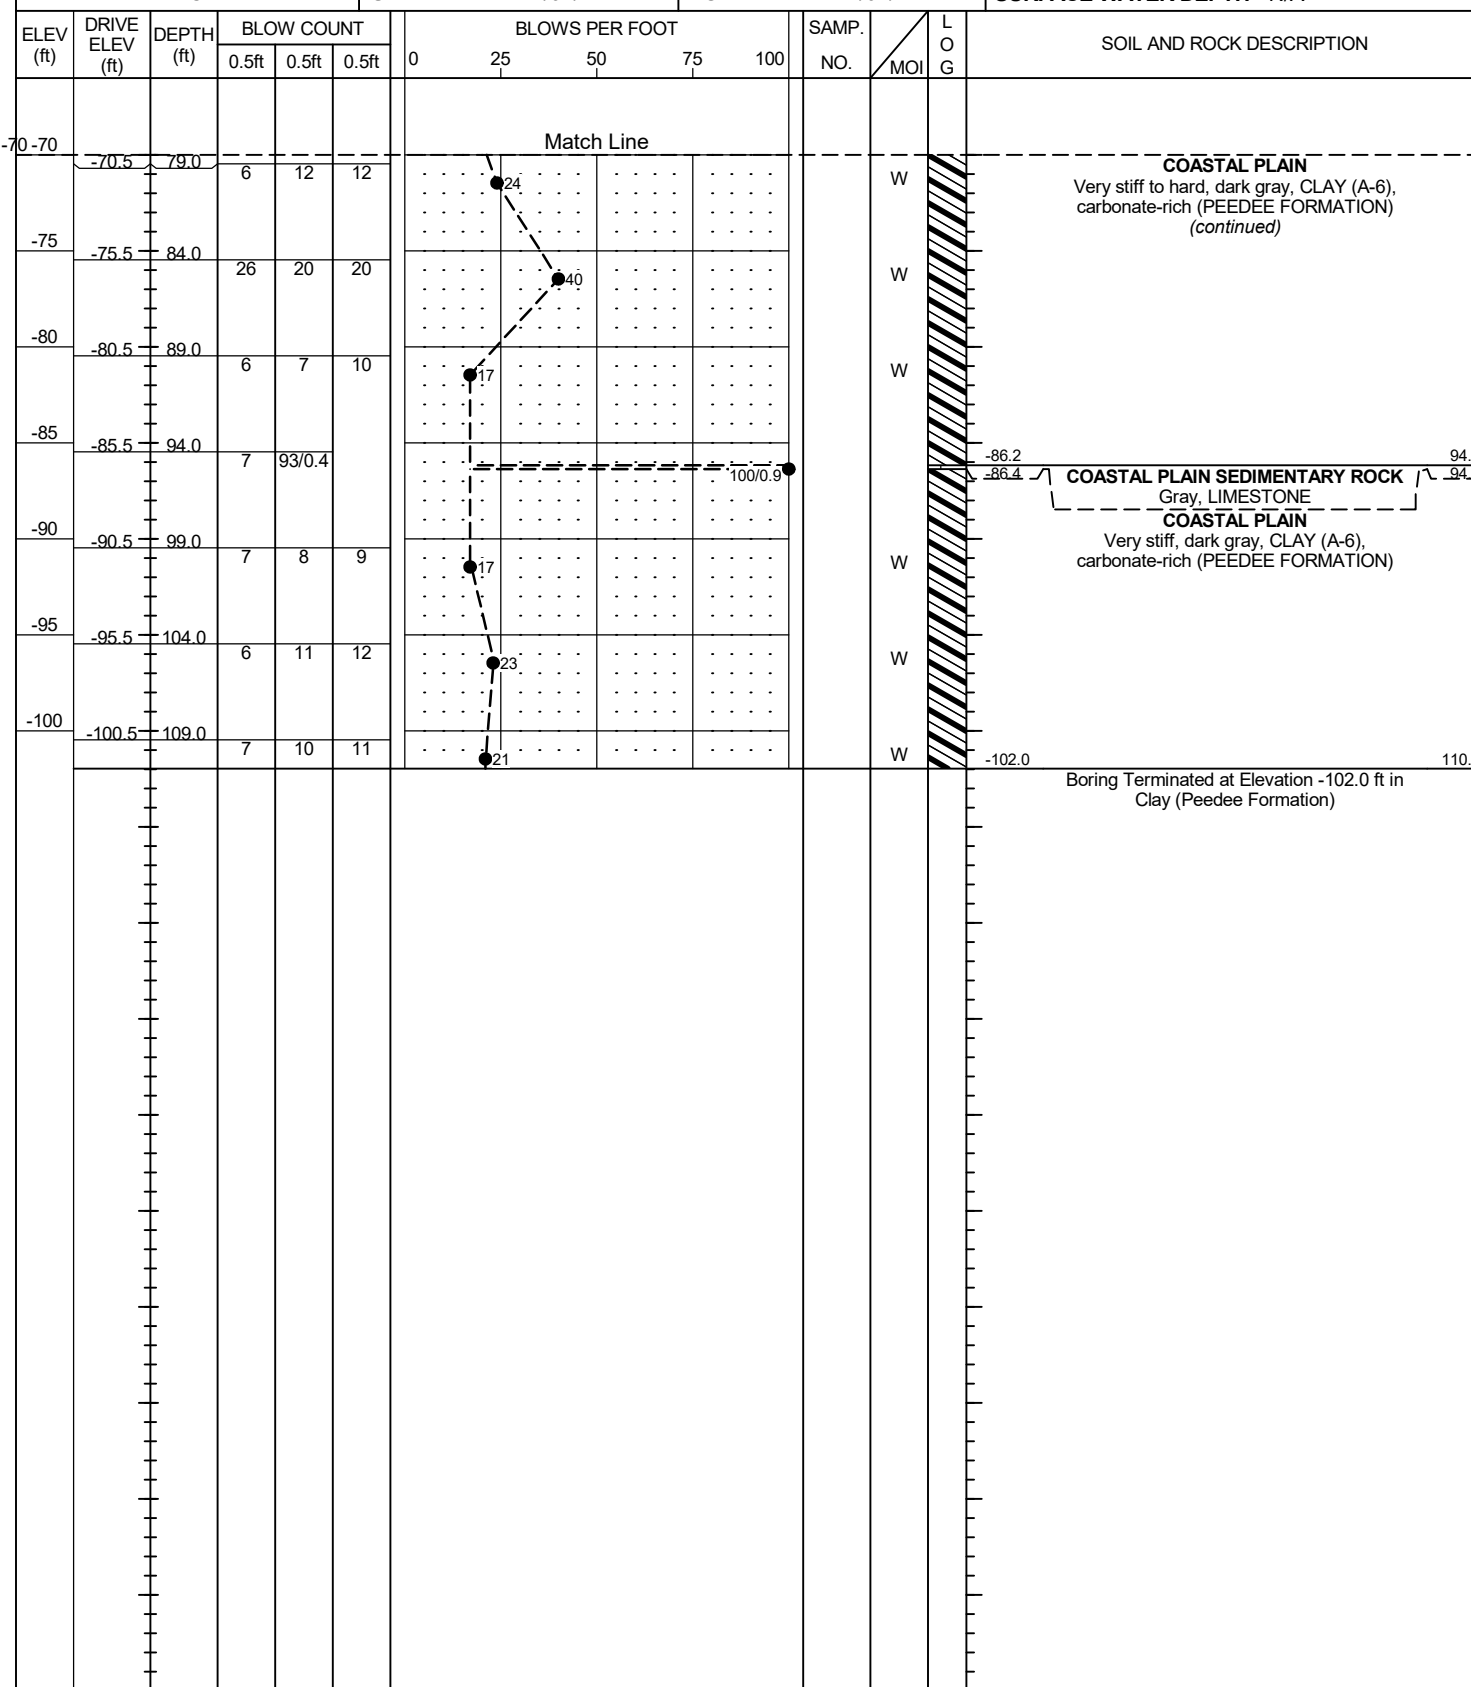 ELEV (ft)
DRIVE ELEV (ft)
DEPTH (ft)
BLOW COUNT
0.5ft 0.5ft 0.5ft
BLOWS PER FOOT
0 25 50 75 100
SAMP. NO.
MOI
LOG
SOIL AND ROCK DESCRIPTION
Match Line
-70 -70
-70.5 79.0 6 12 12 24 W
COASTAL PLAIN
Very stiff to hard, dark gray, CLAY (A-6),
carbonate-rich (PEEDEE FORMATION)
(continued)
-75
-75.5 84.0 26 20 20 40 W
-80
-80.5 89.0 6 7 10 17 W
-85
-85.5 94.0 7 93/0.4 100/0.9
-86.2 94.
-86.4 94.
COASTAL PLAIN SEDIMENTARY ROCK
Gray, LIMESTONE
COASTAL PLAIN
Very stiff, dark gray, CLAY (A-6),
carbonate-rich (PEEDEE FORMATION)
-90
-90.5 99.0 7 8 9 17 W
-95
-95.5 104.0 6 11 12 23 W
-100
-100.5 109.0 7 10 11 21 W
-102.0 110.
Boring Terminated at Elevation -102.0 ft in
Clay (Peedee Formation)